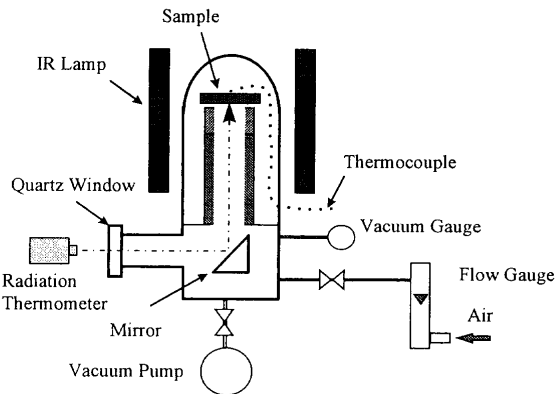 Sample
IR Lamp
Thermocouple
Quartz Window
Vacuum Gauge
Radiation
Thermometer
Flow Gauge
Mirror
Air
Vacuum Pump